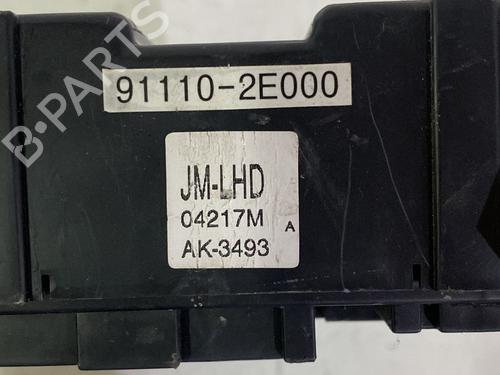 91110-2E000
JM-LHD
04217M A
AK-3493
B-PARTS